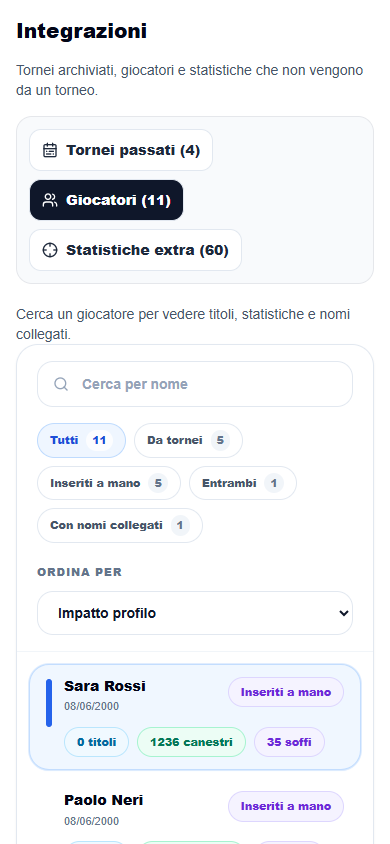 Integrazioni
Tornei archiviati, giocatori e statistiche che non vengono
da un torneo.
Tornei passati (4)
Giocatori (11)
Statistiche extra (60)
Cerca un giocatore per vedere titoli, statistiche e nomi
collegati.
Cerca per nome
Tutti 11
Da tornei 5
Inseriti a mano 5
Entrambi 1
Con nomi collegati 1
ORDINA PER
Impatto profilo
Sara Rossi
Inseriti a mano
08/06/2000
0 titoli
1236 canestri
35 soffi
Paolo Neri
Inseriti a mano
08/06/2000